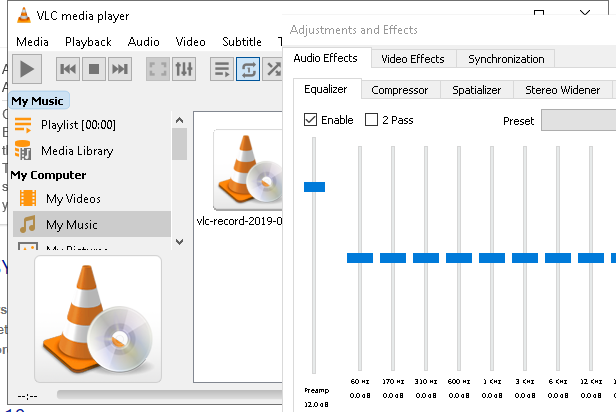 VLC media player
Media Playback Audio Video Subtitle T
My Music
Playlist [00:00]
Media Library
My Computer
My Videos
My Music
My Pictures
vlc-record-2019-0
--:--
Adjustments and Effects
Audio Effects Video Effects Synchronization
Equalizer Compressor Spatializer Stereo Widener
Enable 2 Pass Preset
60 Hz 170 Hz 310 Hz 600 Hz 1 KHz 3 KHz 6 KHz 12 K
Preamp 0.0 dB 0.0 dB 0.0 dB 0.0 dB 0.0 dB 0.0 dB 0.0 dB 0.0 d
12.0 dB